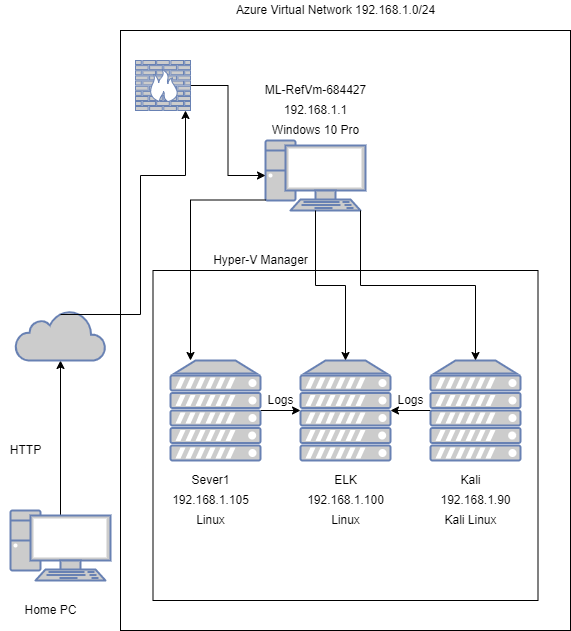 Azure Virtual Network 192.168.1.0/24
ML-RefVm-684427
192.168.1.1
Windows 10 Pro
Hyper-V Manager
Logs
Logs
HTTP
Sever1
192.168.1.105
Linux
ELK
192.168.1.100
Linux
Kali
192.168.1.90
Kali Linux
Home PC